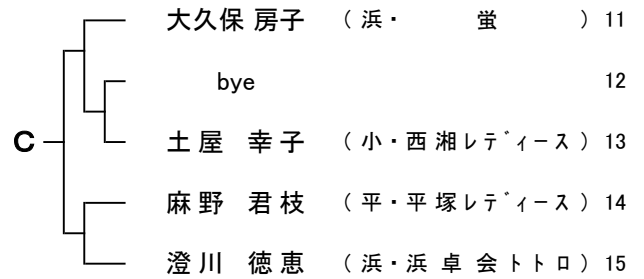 大久保 房子 （ 浜・ 蛍 ） 11
bye 12
C 土 屋 幸 子 （ 小・西 湘 レディース ） 13
麻 野 君 枝 （ 平・平 塚 レディース ） 14
澄 川 徳 恵 （ 浜・浜 卓 会 ト ト ロ ） 15